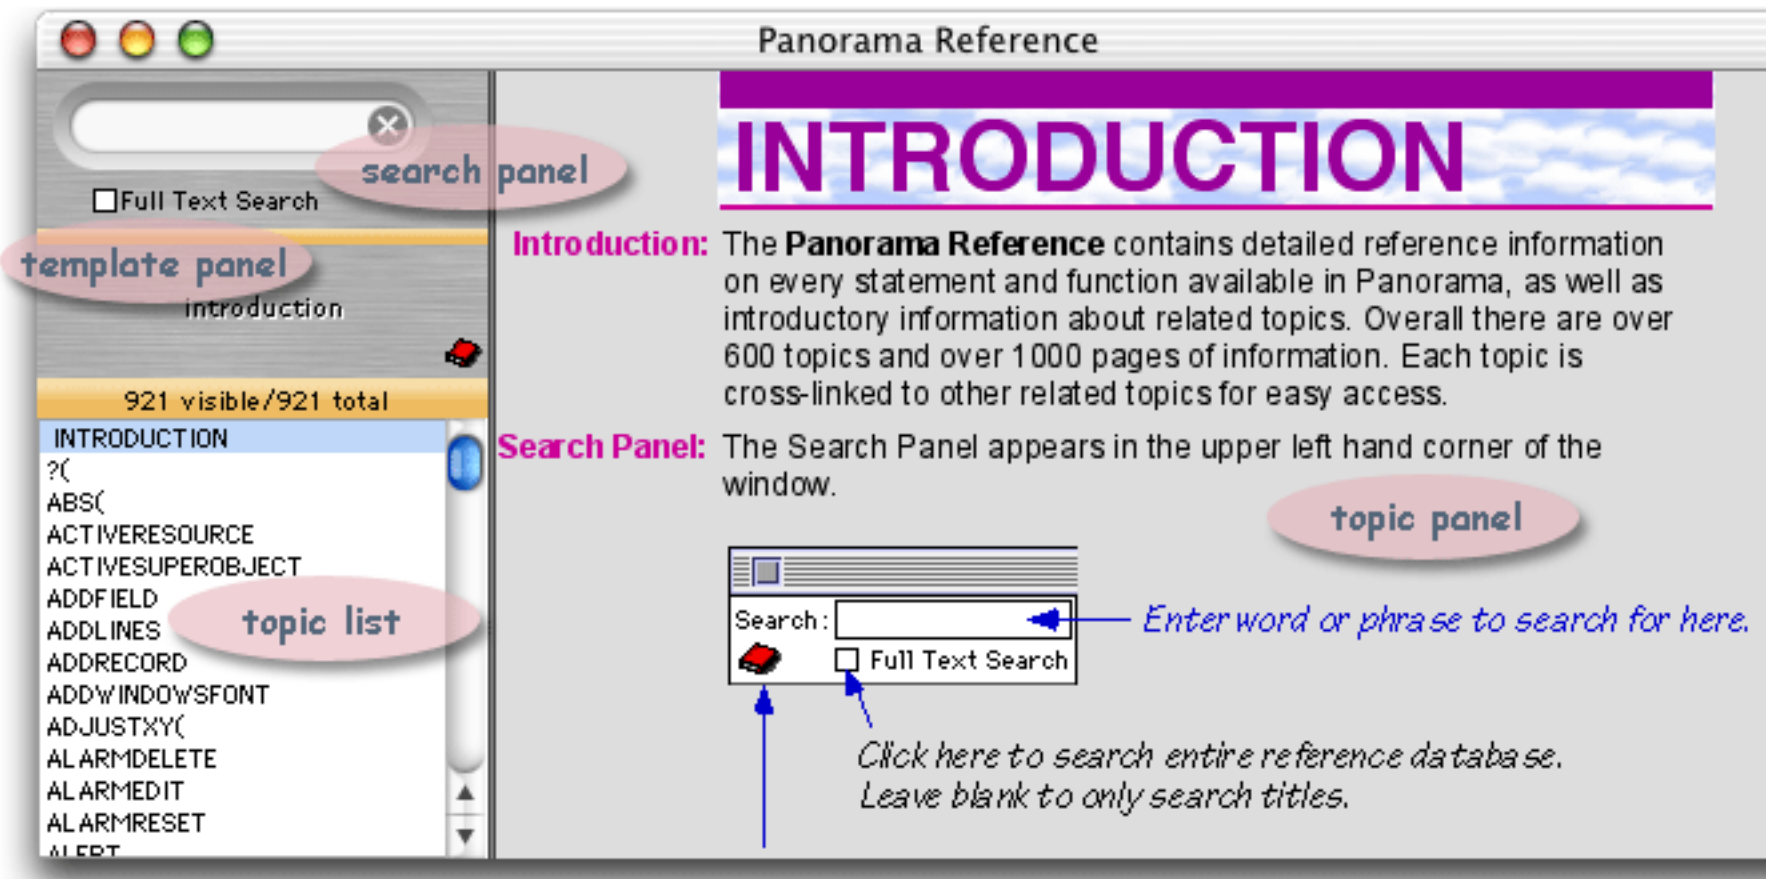 Panorama Reference
search panel
Full Text Search
template panel
introduction
921 visible/921 total
INTRODUCTION
?(
ABS(
ACTIVERESOURCE
ACTIVESUPEROBJECT
ADDFIELD
topic list
ADDLINES
ADDRECORD
ADDWINDOWSFONT
ADJUSTXY(
ALARMDELETE
ALARMEDIT
ALARMRESET
ALERT
INTRODUCTION
Introduction: The Panorama Reference contains detailed reference information
on every statement and function available in Panorama, as well as
introductory information about related topics. Overall there are over
600 topics and over 1000 pages of information. Each topic is
cross-linked to other related topics for easy access.
Search Panel: The Search Panel appears in the upper left hand corner of the
window.
topic panel
Search:
Enter word or phrase to search for here.
Full Text Search
Click here to search entire reference database.
Leave blank to only search titles.